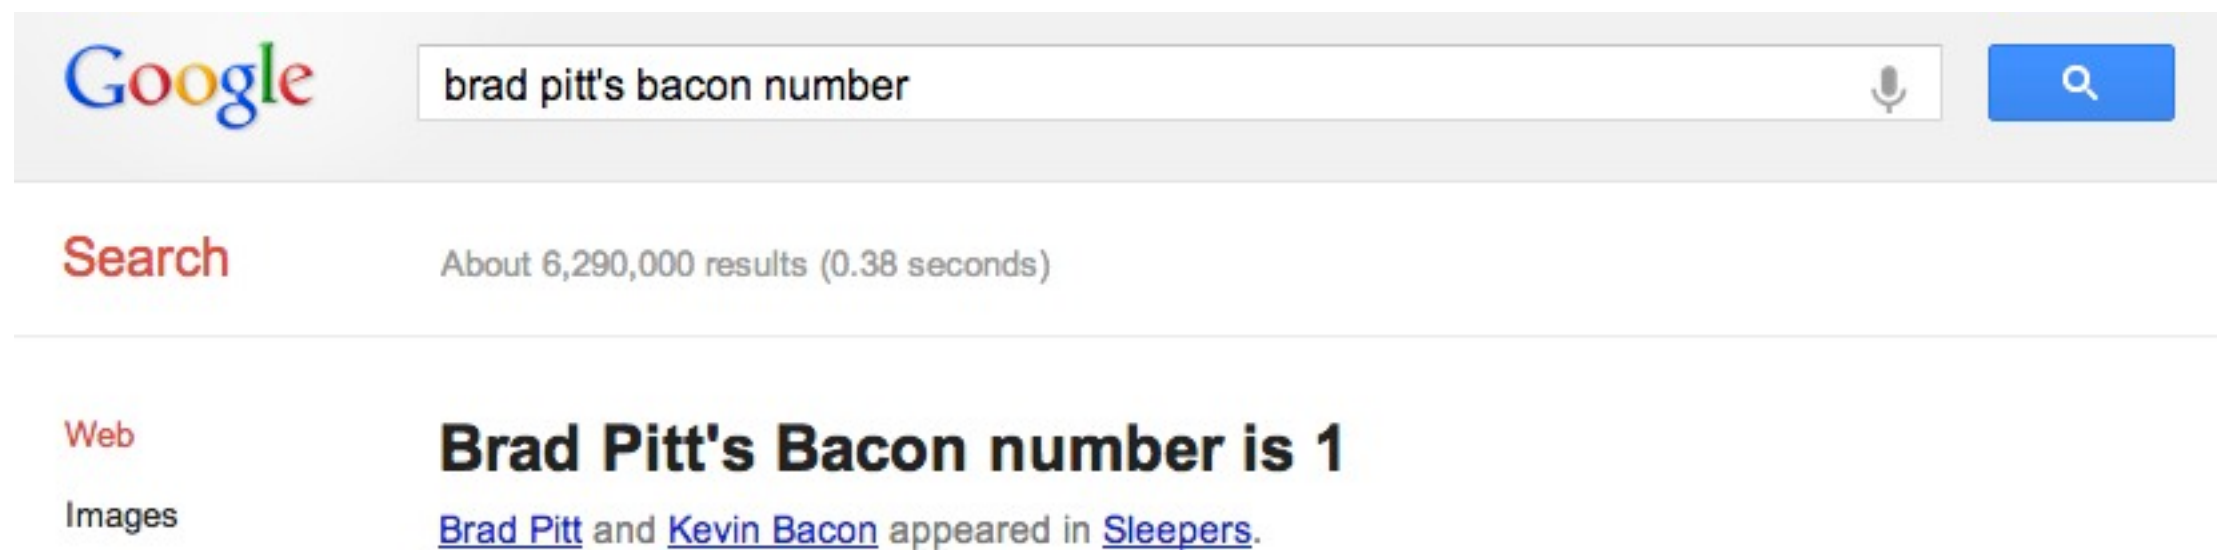 Google brad pitt's bacon number
Search About 6,290,000 results (0.38 seconds)
Web
Brad Pitt's Bacon number is 1
Images
Brad Pitt and Kevin Bacon appeared in Sleepers.